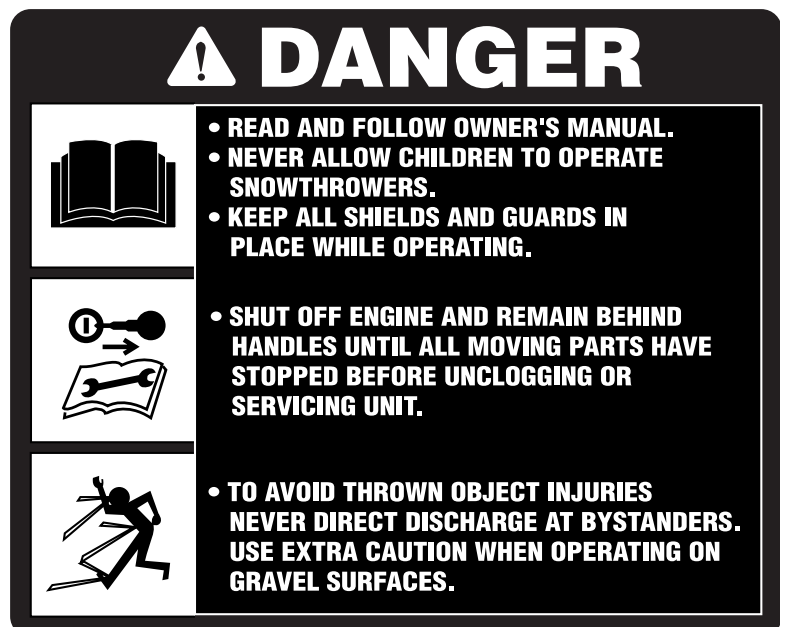 DANGER
• READ AND FOLLOW OWNER'S MANUAL.
• NEVER ALLOW CHILDREN TO OPERATE
SNOWTHROWERS.
• KEEP ALL SHIELDS AND GUARDS IN
PLACE WHILE OPERATING.
• SHUT OFF ENGINE AND REMAIN BEHIND
HANDLES UNTIL ALL MOVING PARTS HAVE
STOPPED BEFORE UNCLOGGING OR
SERVICING UNIT.
• TO AVOID THROWN OBJECT INJURIES
NEVER DIRECT DISCHARGE AT BYSTANDERS.
USE EXTRA CAUTION WHEN OPERATING ON
GRAVEL SURFACES.